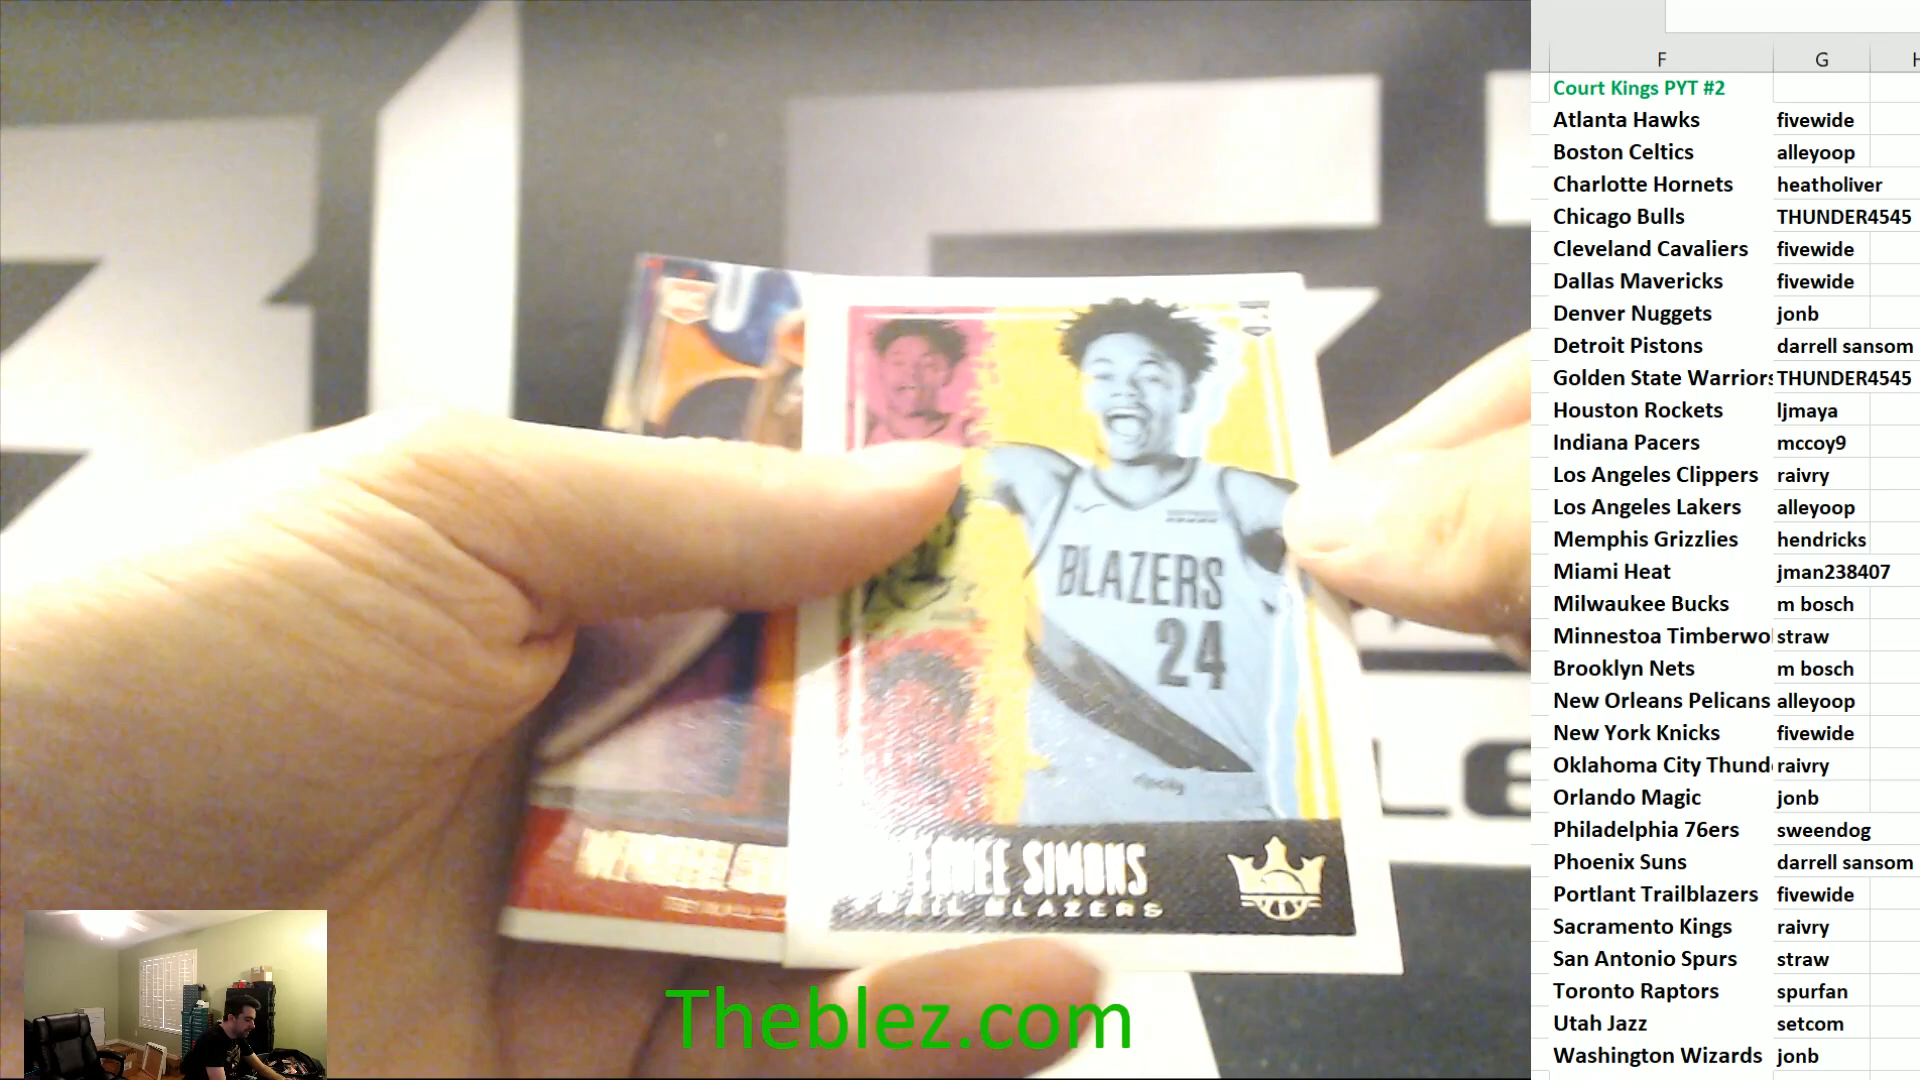 F G H
Court Kings PYT #2
Atlanta Hawks fivewide
Boston Celtics alleyoop
Charlotte Hornets heatholiver
Chicago Bulls THUNDER4545
Cleveland Cavaliers fivewide
Dallas Mavericks fivewide
Denver Nuggets jonb
Detroit Pistons darrell sansom
Golden State Warriors THUNDER4545
Houston Rockets ljmaya
Indiana Pacers mccoy9
Los Angeles Clippers raivry
Los Angeles Lakers alleyoop
Memphis Grizzlies hendricks
Miami Heat jman238407
Milwaukee Bucks m bosch
Minnestoa Timberwol straw
Brooklyn Nets m bosch
New Orleans Pelicans alleyoop
New York Knicks fivewide
Oklahoma City Thund raivry
Orlando Magic jonb
Philadelphia 76ers sweendog
Phoenix Suns darrell sansom
Portlant Trailblazers fivewide
Sacramento Kings raivry
San Antonio Spurs straw
Toronto Raptors spurfan
Utah Jazz setcom
Washington Wizards jonb
BLAZERS
24
SIMONS
BLAZERS
Theblez.com